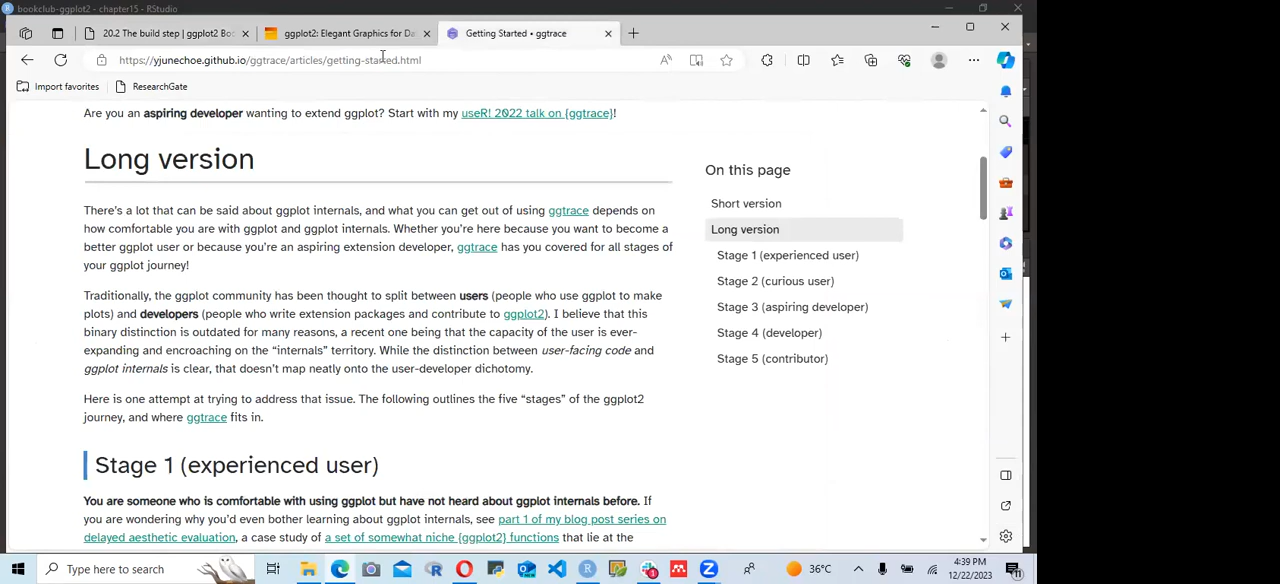 bookclub-ggplot2 - chapter15 - RStudio
20.2 The build step | ggplot2 Bo
ggplot2: Elegant Graphics for Da
Getting Started • ggtrace
https://yjunechoe.github.io/ggtrace/articles/getting-started.html
Import favorites
ResearchGate
Are you an aspiring developer wanting to extend ggplot? Start with my useR! 2022 talk on {ggtrace}!
Long version
There's a lot that can be said about ggplot internals, and what you can get out of using ggtrace depends on
how comfortable you are with ggplot and ggplot internals. Whether you're here because you want to become a
better ggplot user or because you're an aspiring extension developer, ggtrace has you covered for all stages of
your ggplot journey!
Traditionally, the ggplot community has been thought to split between users (people who use ggplot to make
plots) and developers (people who write extension packages and contribute to ggplot2). I believe that this
binary distinction is outdated for many reasons, a recent one being that the capacity of the user is ever-
expanding and encroaching on the "internals" territory. While the distinction between user-facing code and
ggplot internals is clear, that doesn't map neatly onto the user-developer dichotomy.
Here is one attempt at trying to address that issue. The following outlines the five "stages" of the ggplot2
journey, and where ggtrace fits in.
Stage 1 (experienced user)
You are someone who is comfortable with using ggplot but have not heard about ggplot internals before. If
you are wondering why you'd even bother learning about ggplot internals, see part 1 of my blog post series on
delayed aesthetic evaluation, a case study of a set of somewhat niche {ggplot2} functions that lie at the
On this page
Short version
Long version
Stage 1 (experienced user)
Stage 2 (curious user)
Stage 3 (aspiring developer)
Stage 4 (developer)
Stage 5 (contributor)
Type here to search
36°C
4:39 PM
12/22/2023